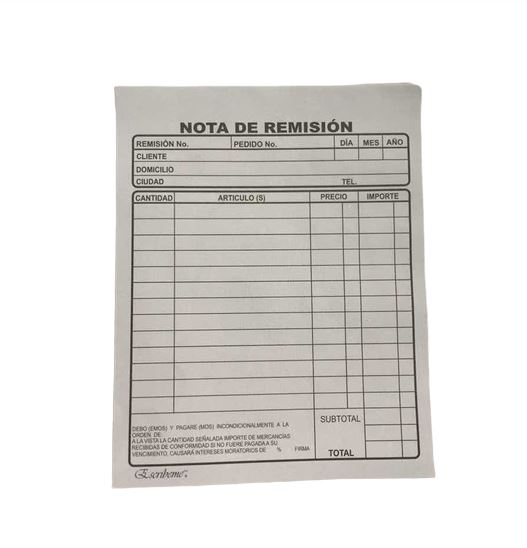 NOTA DE REMISIÓN
REMISIÓN No. PEDIDO No. DÍA MES AÑO
CLIENTE
DOMICILIO
CIUDAD TEL.
CANTIDAD ARTICULO (S) PRECIO IMPORTE
DEBO (EMOS) Y PAGARE (MOS) INCONDICIONALMENTE A LA
ORDEN DE:
A LA VISTA LA CANTIDAD SEÑALADA IMPORTE DE MERCANCÍAS
RECIBIDAS DE CONFORMIDAD SI NO FUERE PAGADA A SU
VENCIMIENTO, CAUSARÁ INTERESES MORATORIOS DE % FIRMA
SUBTOTAL
TOTAL
Escribeme